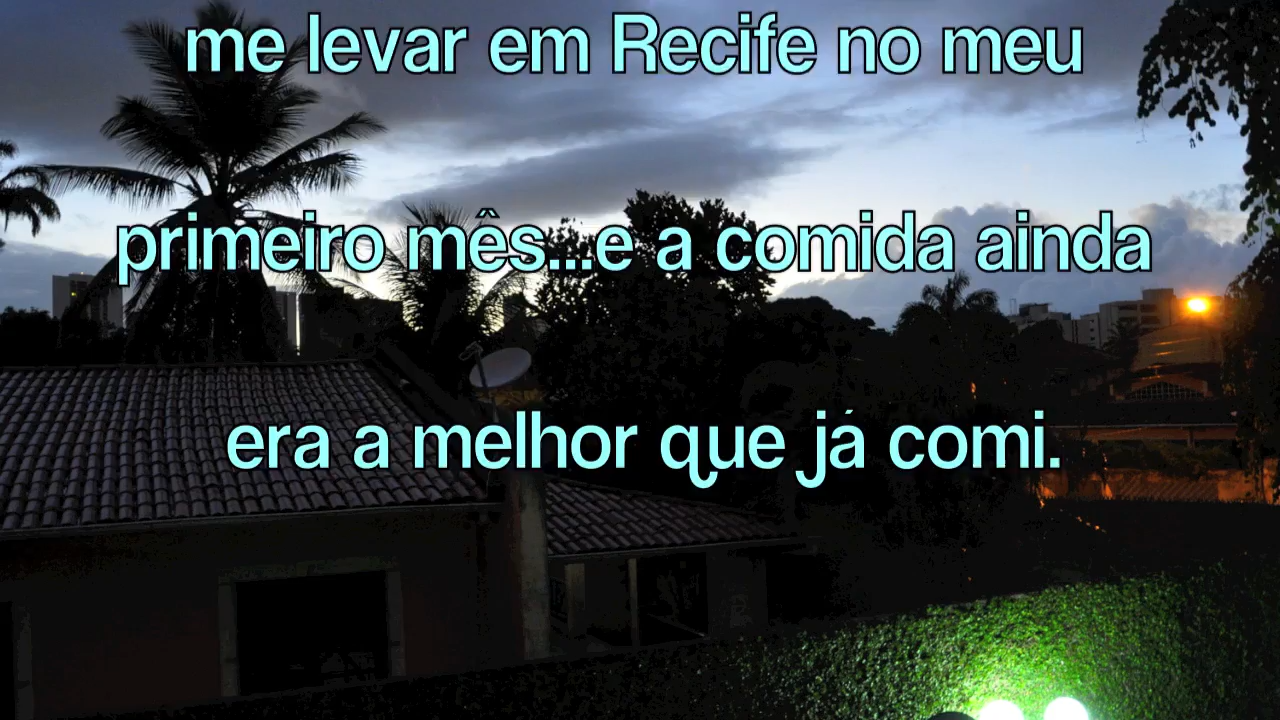 me levar em Recife no meu
primeiro mês...e a comida ainda
era a melhor que já comi.